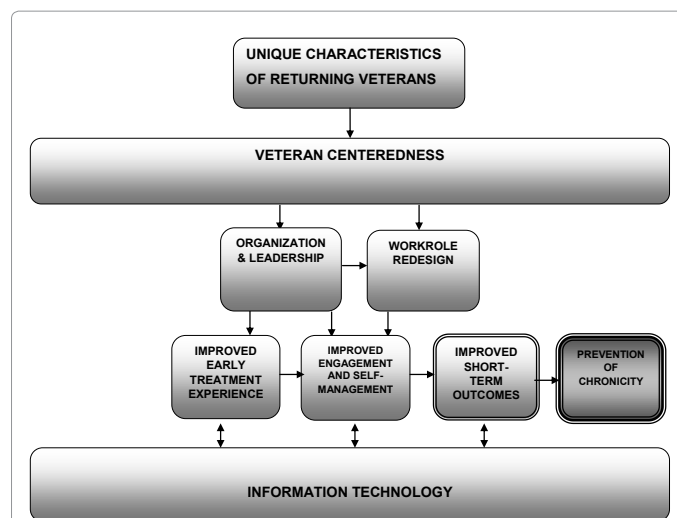 UNIQUE CHARACTERISTICS
OF RETURNING VETERANS
VETERAN CENTEREDNESS
ORGANIZATION
& LEADERSHIP
WORKROLE
REDESIGN
IMPROVED
EARLY
TREATMENT
EXPERIENCE
IMPROVED
ENGAGEMENT
AND SELF-
MANAGEMENT
IMPROVED
SHORT-
TERM
OUTCOMES
PREVENTION
OF
CHRONICITY
INFORMATION TECHNOLOGY